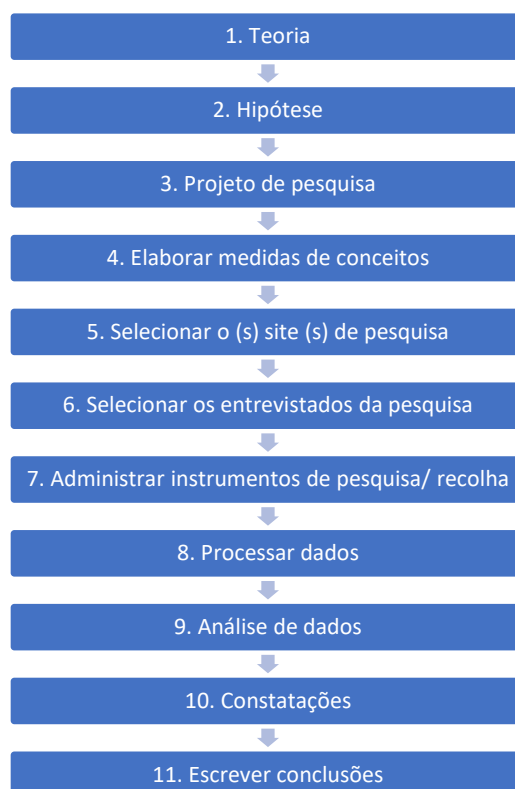 1. Teoria
2. Hipótese
3. Projeto de pesquisa
4. Elaborar medidas de conceitos
5. Selecionar o (s) site (s) de pesquisa
6. Selecionar os entrevistados da pesquisa
7. Administrar instrumentos de pesquisa/ recolha
8. Processar dados
9. Análise de dados
10. Constatações
11. Escrever conclusões